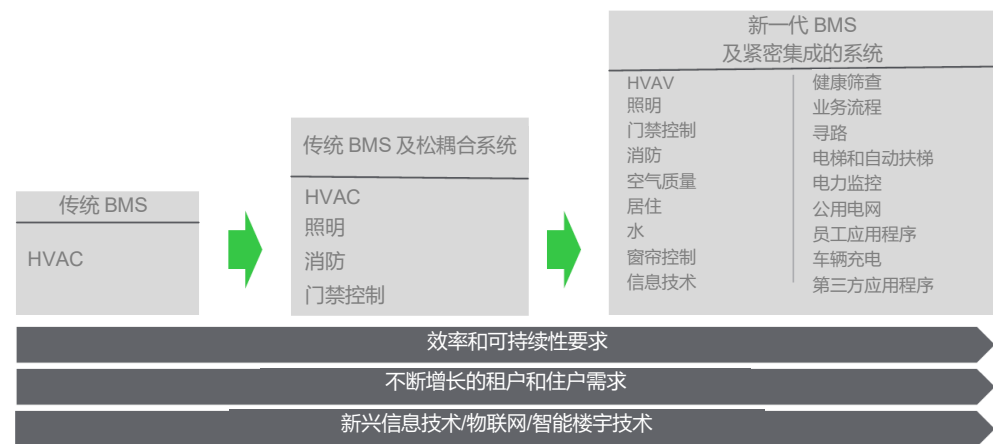 传统 BMS
HVAC
传统 BMS 及松耦合系统
HVAC
照明
消防
门禁控制
新一代 BMS
及紧密集成的系统
HVAV
照明
门禁控制
消防
空气质量
居住
水
窗帘控制
信息技术
健康筛查
业务流程
寻路
电梯和自动扶梯
电力监控
公用电网
员工应用程序
车辆充电
第三方应用程序
效率和可持续性要求
不断增长的租户和住户需求
新兴信息技术/物联网/智能楼宇技术